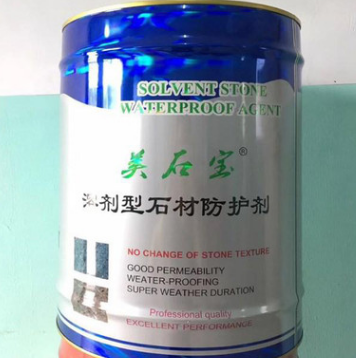 SOLVENT STONE
WATERPROOF AGENT
美石宝®
溶剂型石材防护剂
NO CHANGE OF STONE TEXTURE
GOOD PERMEABILITY
WEATER-PROOFING
SUPER WEATHER DURATION
Professional quality
EXCELLENT PERFORMANCE